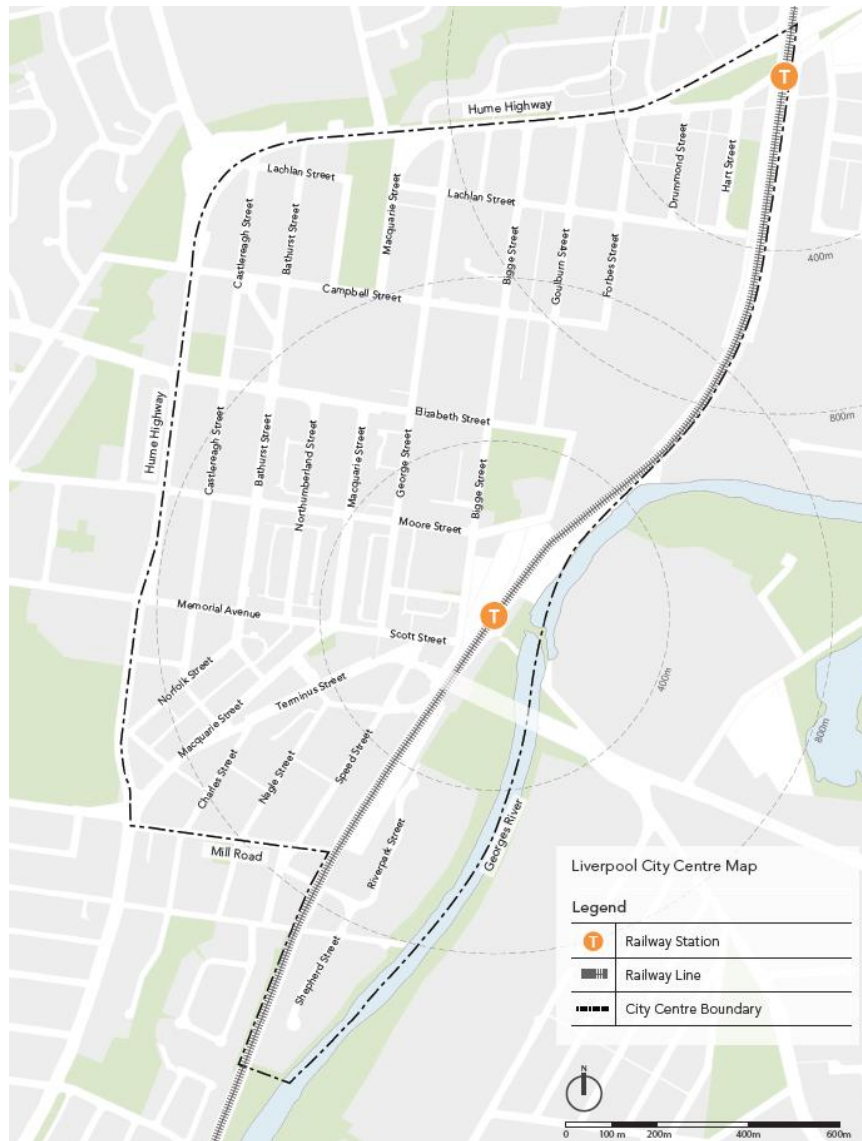 T
Hume Highway
Drummond Street
Hart Street
Lachlan Street
Macquarie Street
Lachlan Street
Castlereagh Street
Bathurst Street
Bigge Street
Goulburn Street
Forbes Street
400m
Campbell Street
Hume Highway
Elizabeth Street
800m
Castlereagh Street
Bathurst Street
Northumberland Street
Macquarie Street
George Street
Bigge Street
Moore Street
Memorial Avenue
Scott Street
T
Norfolk Street
Terminus Street
400m
Macquarie Street
800m
Charles Street
Nagle Street
Speed Street
Mill Road
Riverpark Street
Georges River
Shepherd Street
Liverpool City Centre Map
Legend
T Railway Station
Railway Line
City Centre Boundary
N
0 100 m 200m 400m 600m